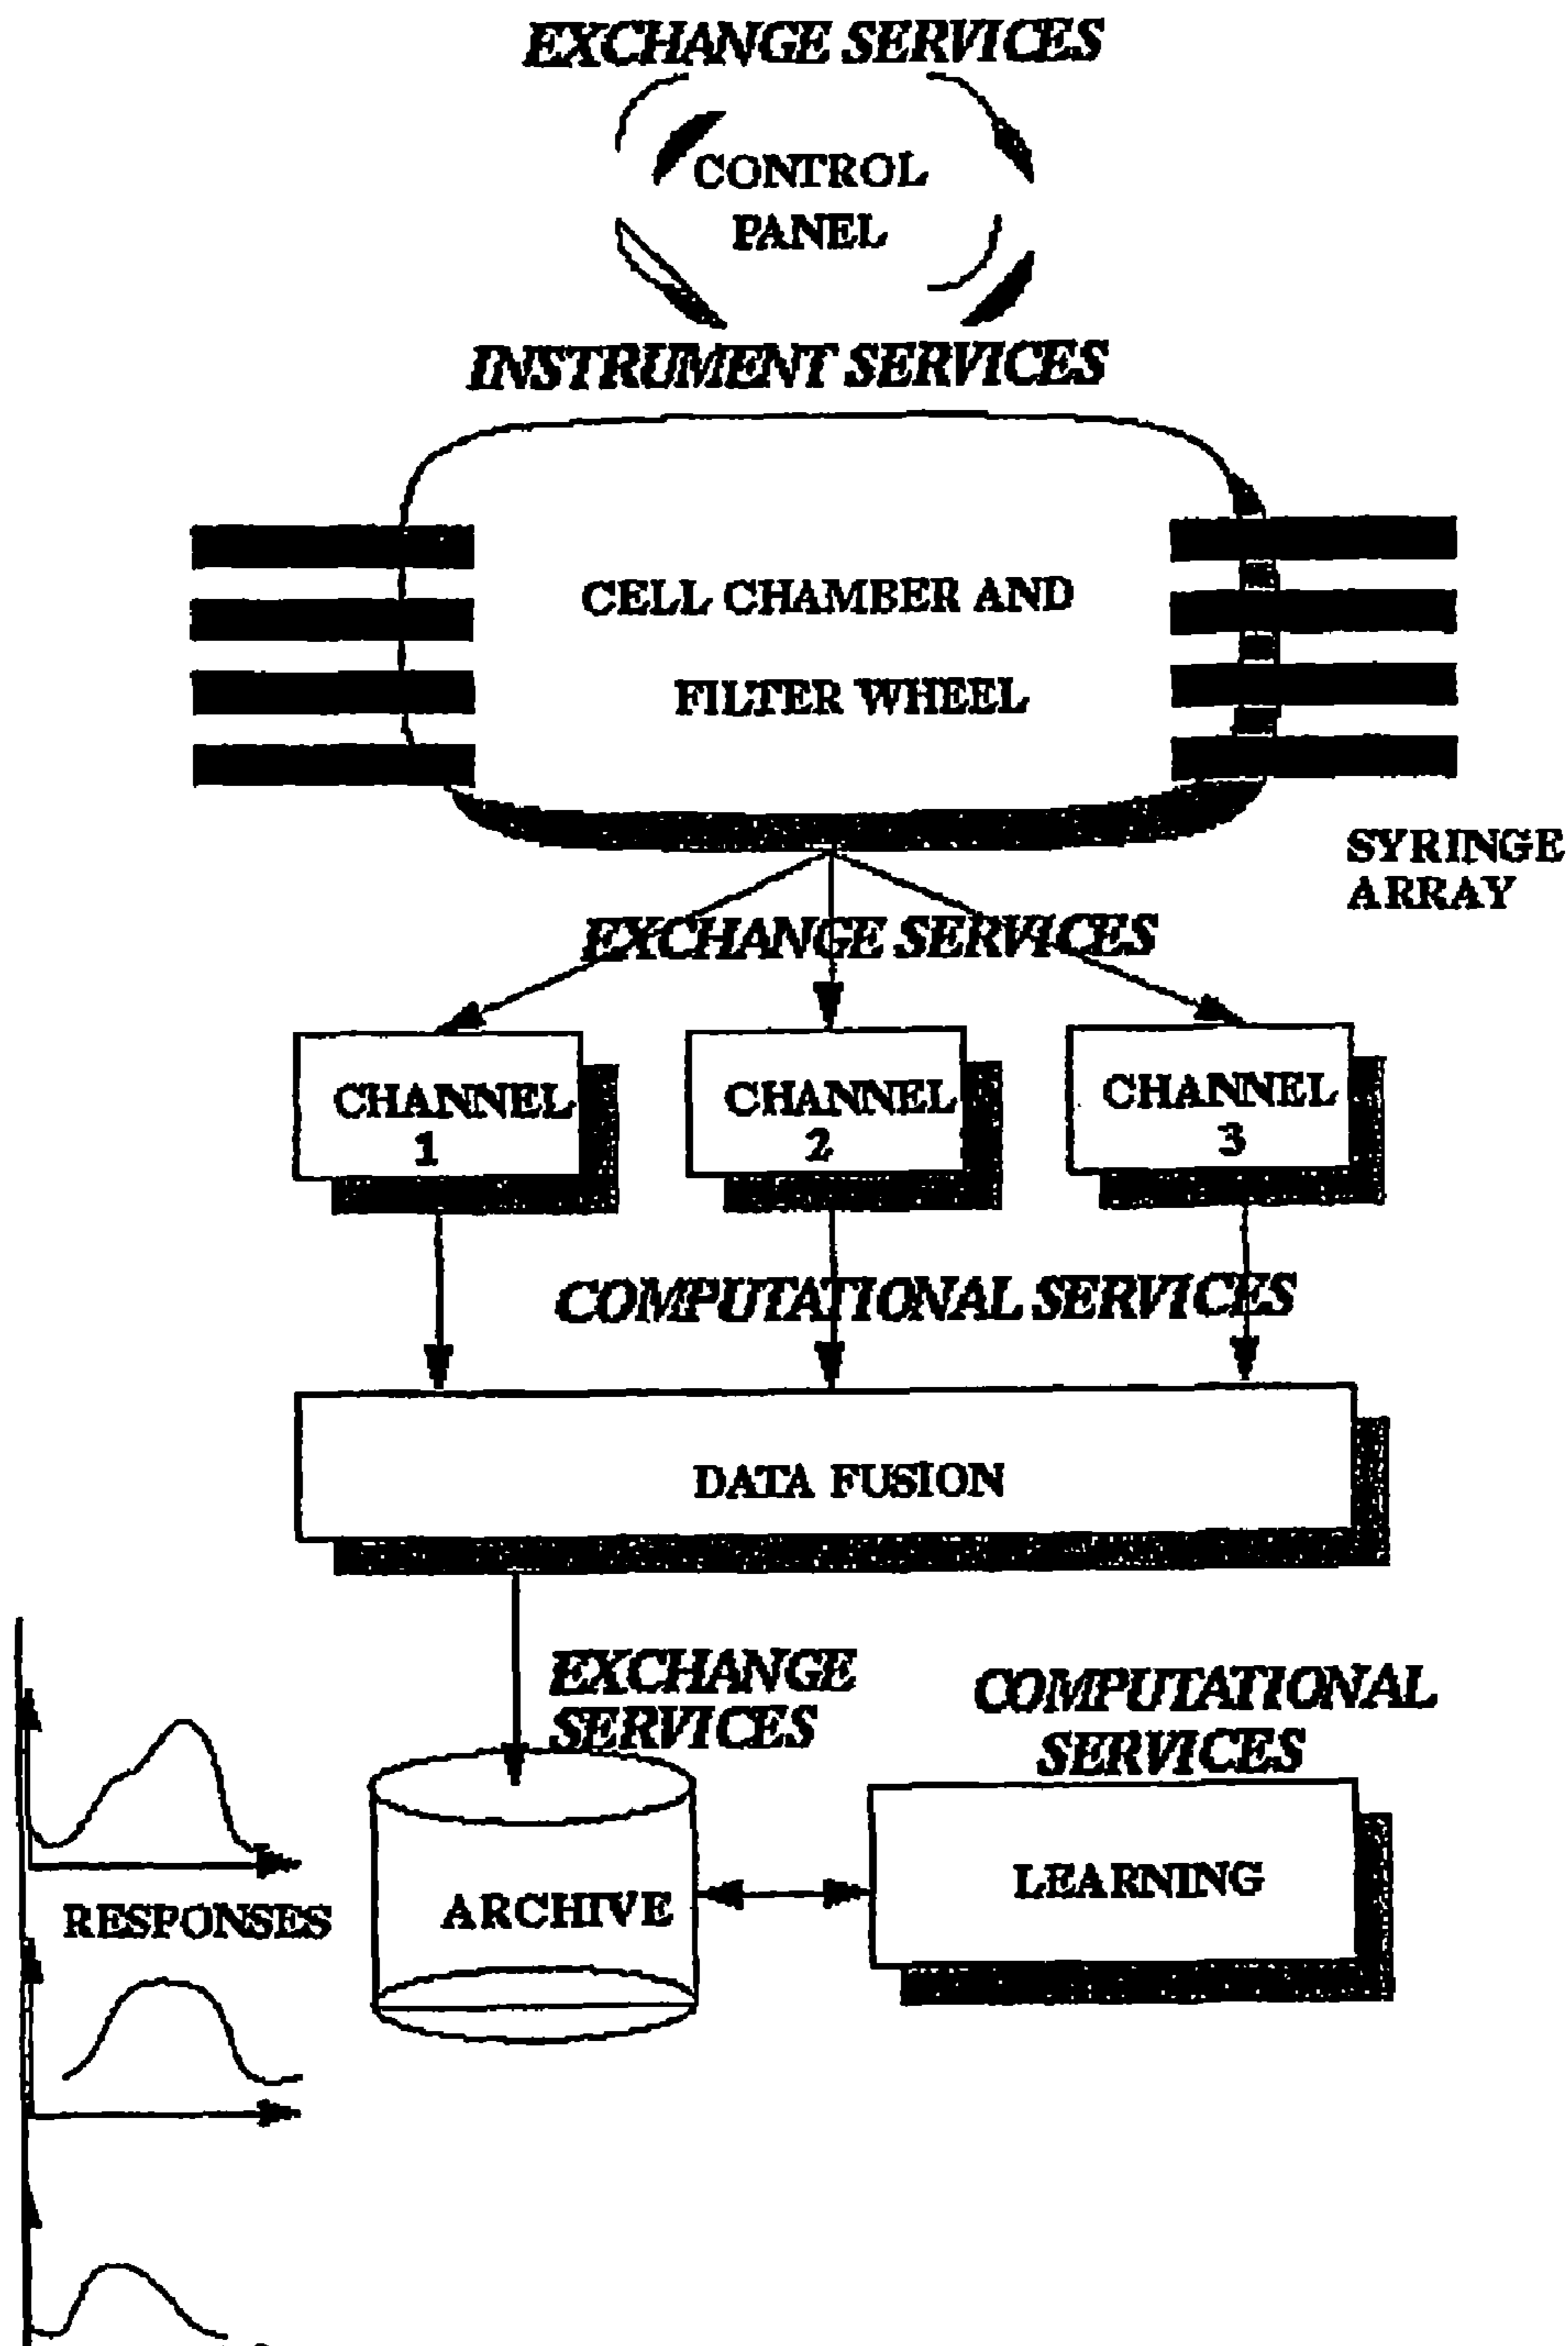 EXCHANGE SERVICES
CONTROL
PANEL
INSTRUMENT SERVICES
CELL CHAMBER AND
FILTER WHEEL
SYRINGE
ARRAY
EXCHANGE SERVICES
CHANNEL
1
CHANNEL
2
CHANNEL
3
COMPUTATIONAL SERVICES
DATA FUSION
EXCHANGE
SERVICES
COMPUTATIONAL
SERVICES
RESPONSES
ARCHIVE
LEARNING